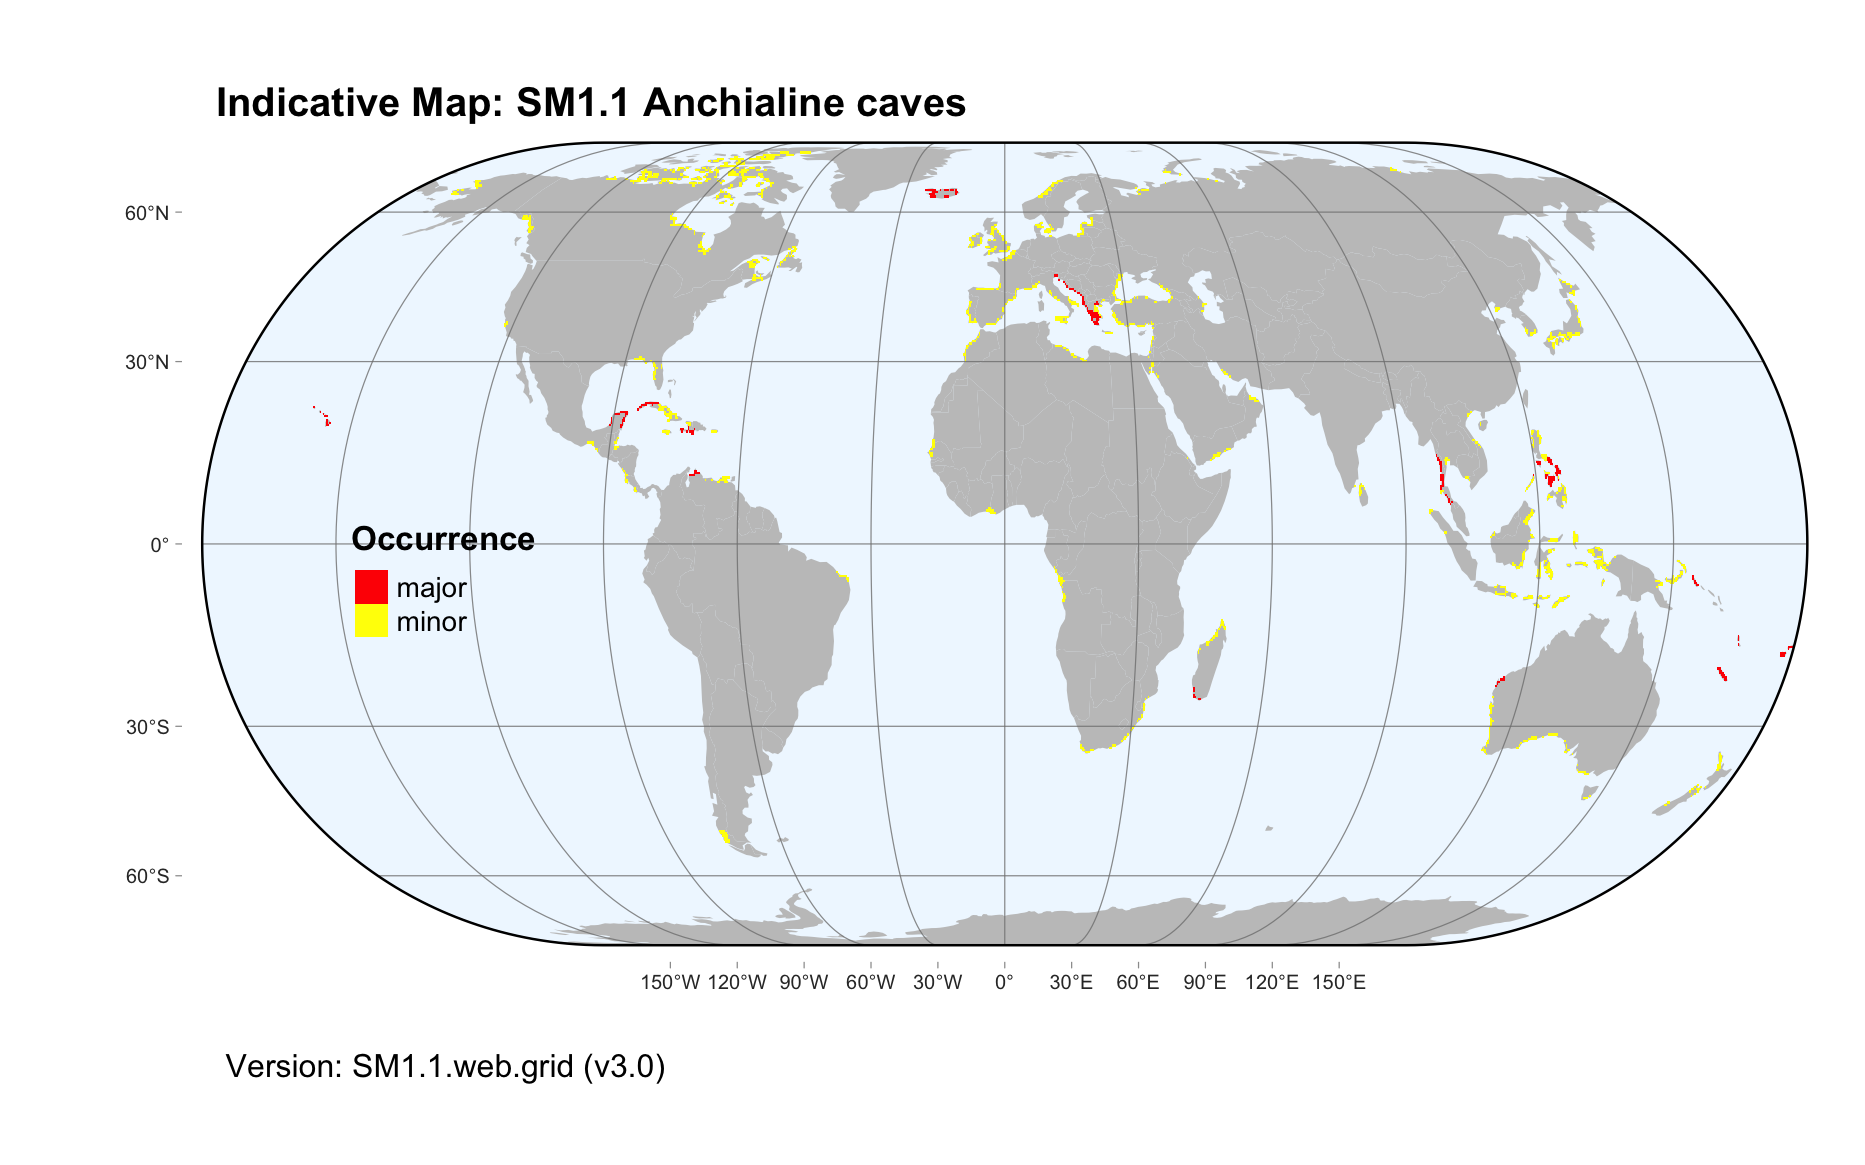 Indicative Map: SM1.1 Anchialine caves
60°N
30°N
0°
30°S
60°S
Occurrence
major
minor
150°W 120°W 90°W 60°W 30°W 0° 30°E 60°E 90°E 120°E 150°E
Version: SM1.1.web.grid (v3.0)